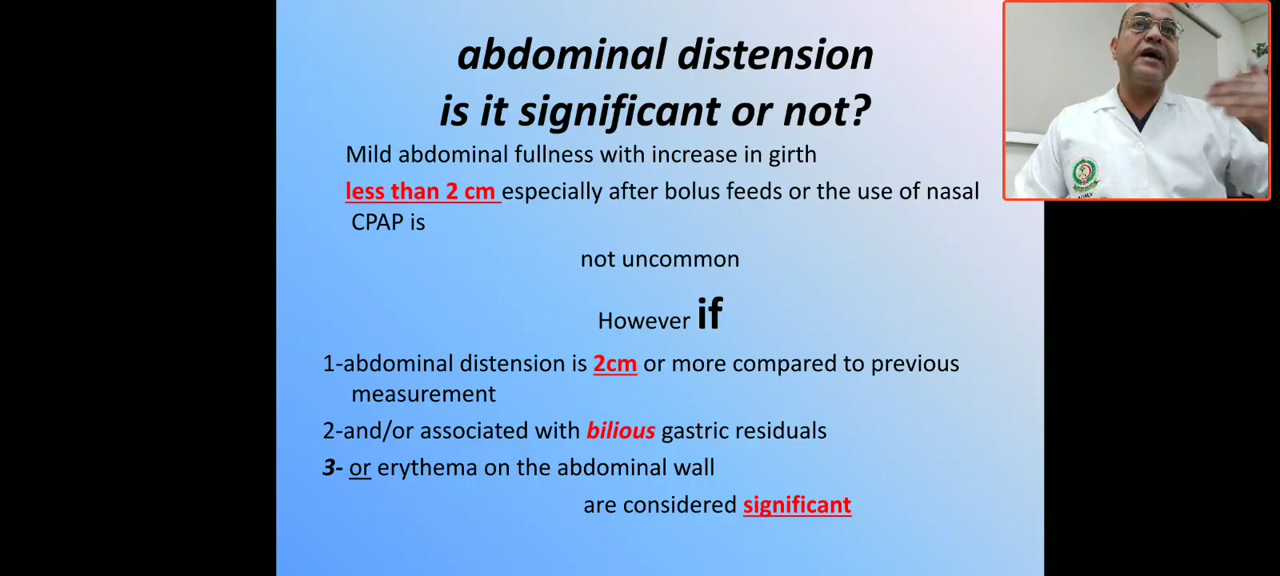 abdominal distension
is it significant or not?
Mild abdominal fullness with increase in girth
less than 2 cm especially after bolus feeds or the use of nasal
CPAP is
not uncommon
However if
1-abdominal distension is 2cm or more compared to previous
measurement
2-and/or associated with bilious gastric residuals
3- or erythema on the abdominal wall
are considered significant